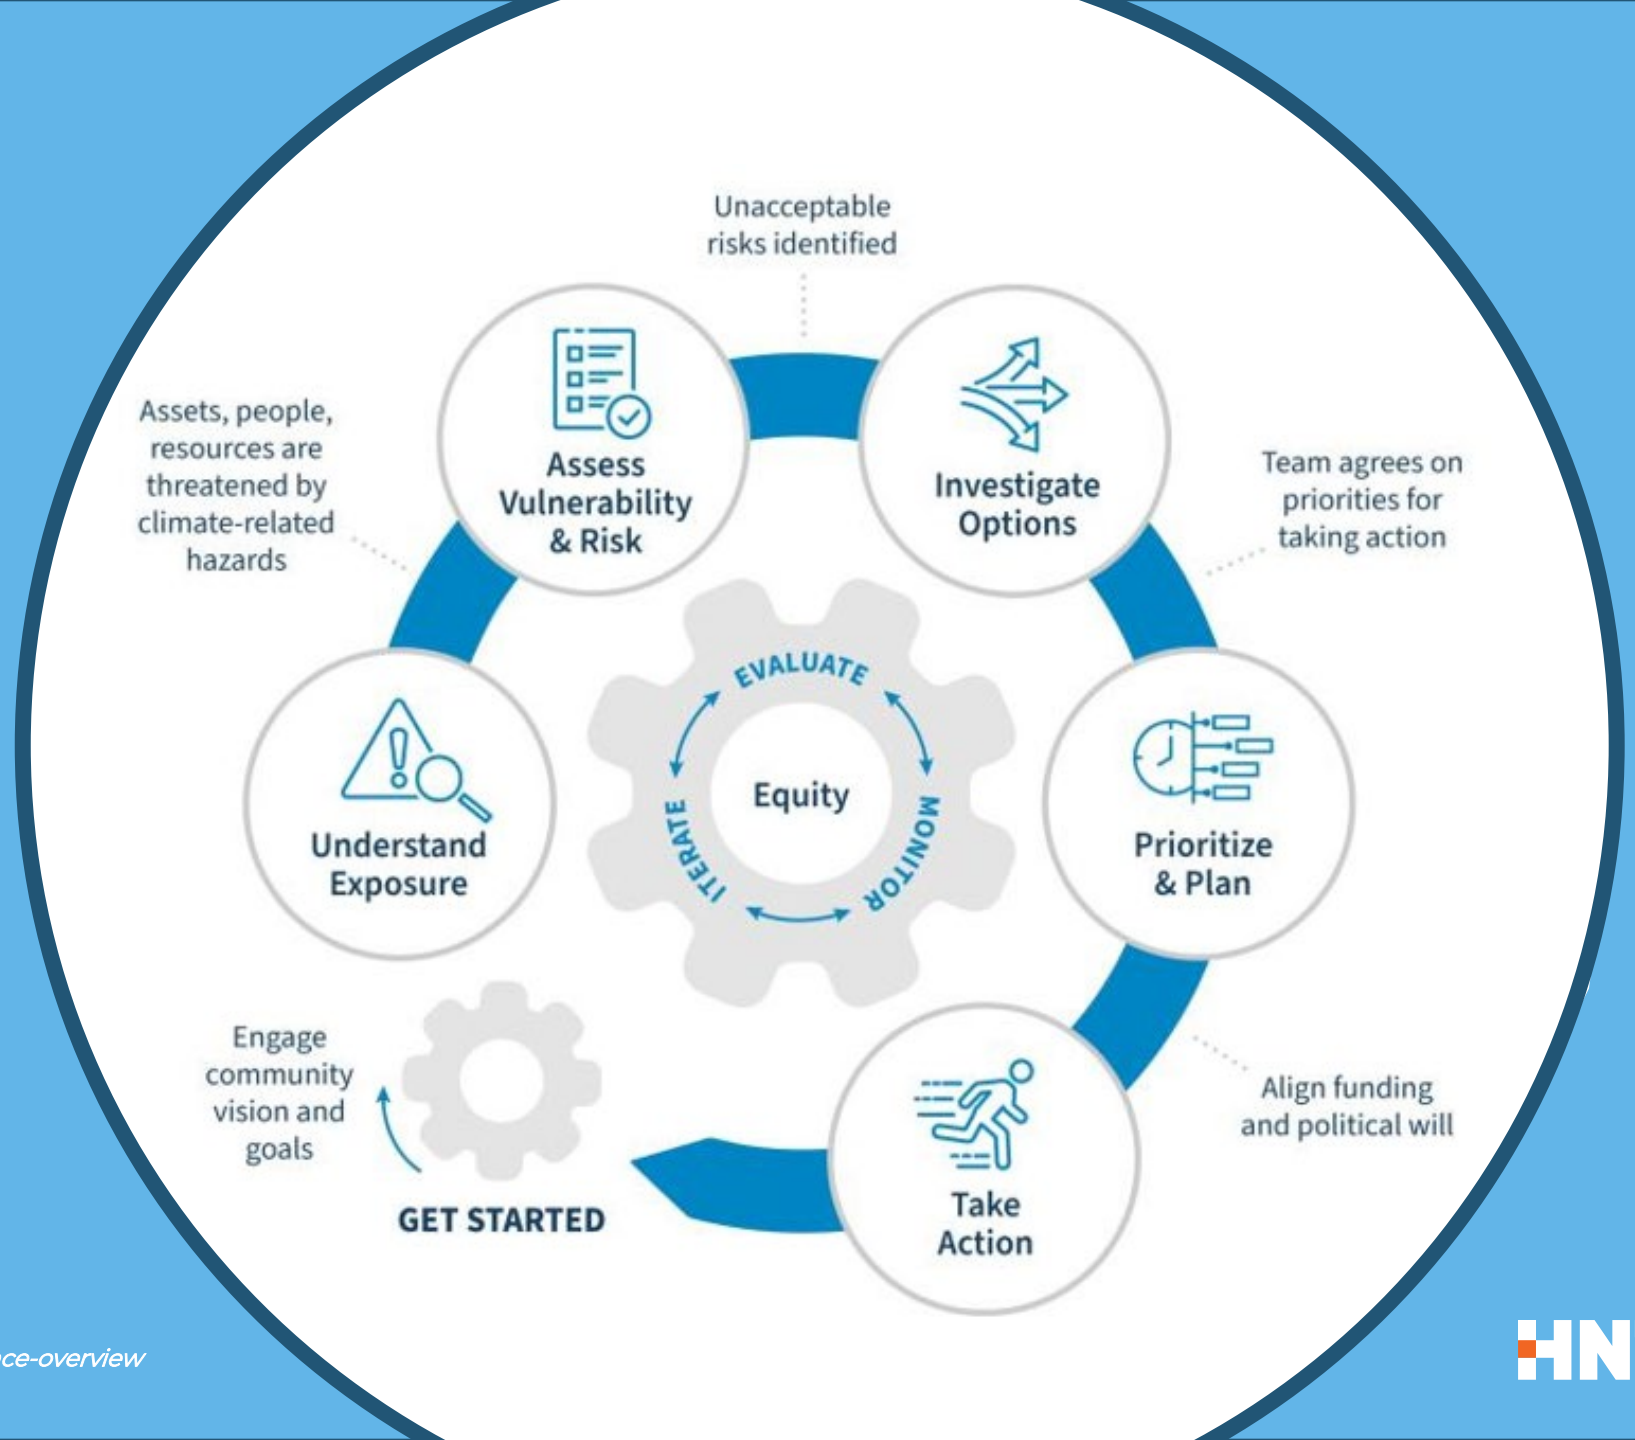 Unacceptable
risks identified
Assess
Vulnerability
& Risk
Investigate
Options
Assets, people,
resources are
threatened by
climate-related
hazards
Team agrees on
priorities for
taking action
EVALUATE
MONITOR
ITERATE
Equity
Understand
Exposure
Prioritize
& Plan
Engage
community
vision and
goals
GET STARTED
Align funding
and political will
Take
Action
ce-overview
HN